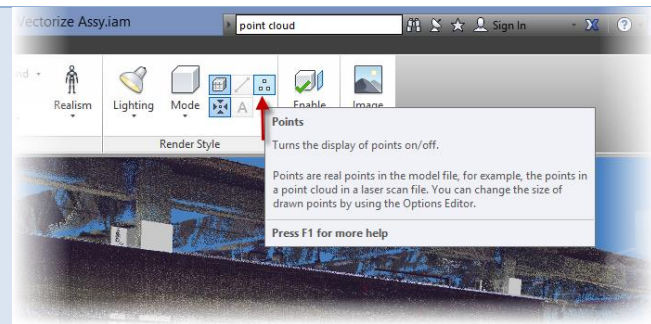 Vectorize Assy.iam
point cloud
Sign In
Realism
Lighting
Mode
A
Enable
Image
Render Style
Points
Turns the display of points on/off.
Points are real points in the model file, for example, the points in
a point cloud in a laser scan file. You can change the size of
drawn points by using the Options Editor.
Press F1 for more help